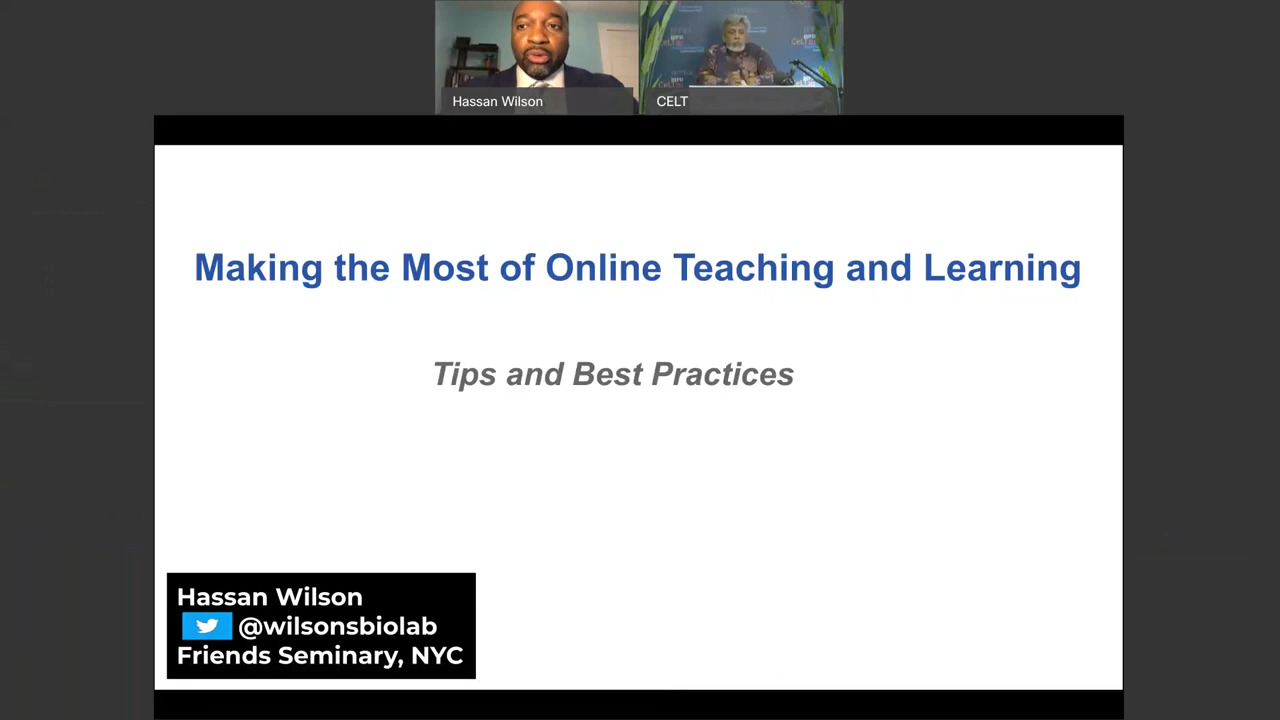 Hassan Wilson
CELT
Making the Most of Online Teaching and Learning
Tips and Best Practices
Hassan Wilson
@wilsonsbiolab
Friends Seminary, NYC